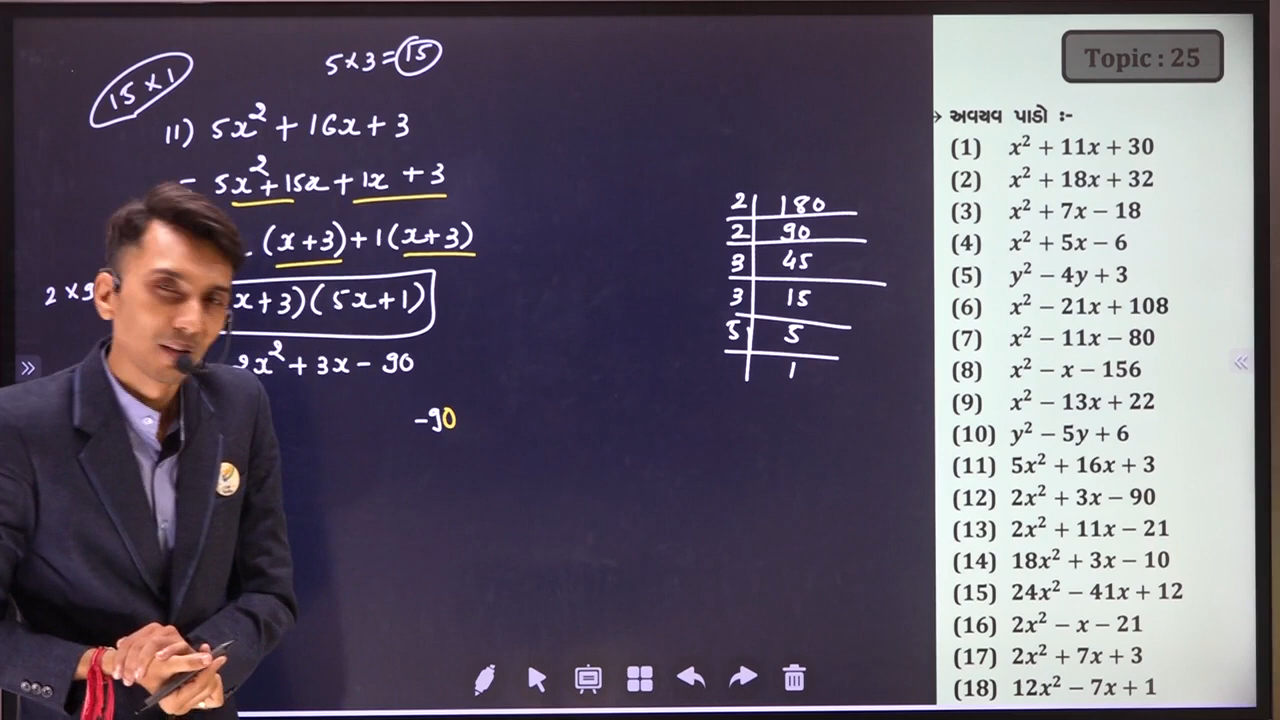 5×3=15
15×1
11) 5x² + 16x + 3
= 5x² + 15x + 1x + 3
(x+3) + 1(x+3)
x+3)(5x+1)
2×9
2x² + 3x - 90
-90
2 | 180
2 | 90
3 | 45
3 | 15
5 | 5
1
Topic : 25
અવયવ પાડો :-
(1) x² + 11x + 30
(2) x² + 18x + 32
(3) x² + 7x − 18
(4) x² + 5x − 6
(5) y² − 4y + 3
(6) x² − 21x + 108
(7) x² − 11x − 80
(8) x² − x − 156
(9) x² − 13x + 22
(10) y² − 5y + 6
(11) 5x² + 16x + 3
(12) 2x² + 3x − 90
(13) 2x² + 11x − 21
(14) 18x² + 3x − 10
(15) 24x² − 41x + 12
(16) 2x² − x − 21
(17) 2x² + 7x + 3
(18) 12x² − 7x + 1